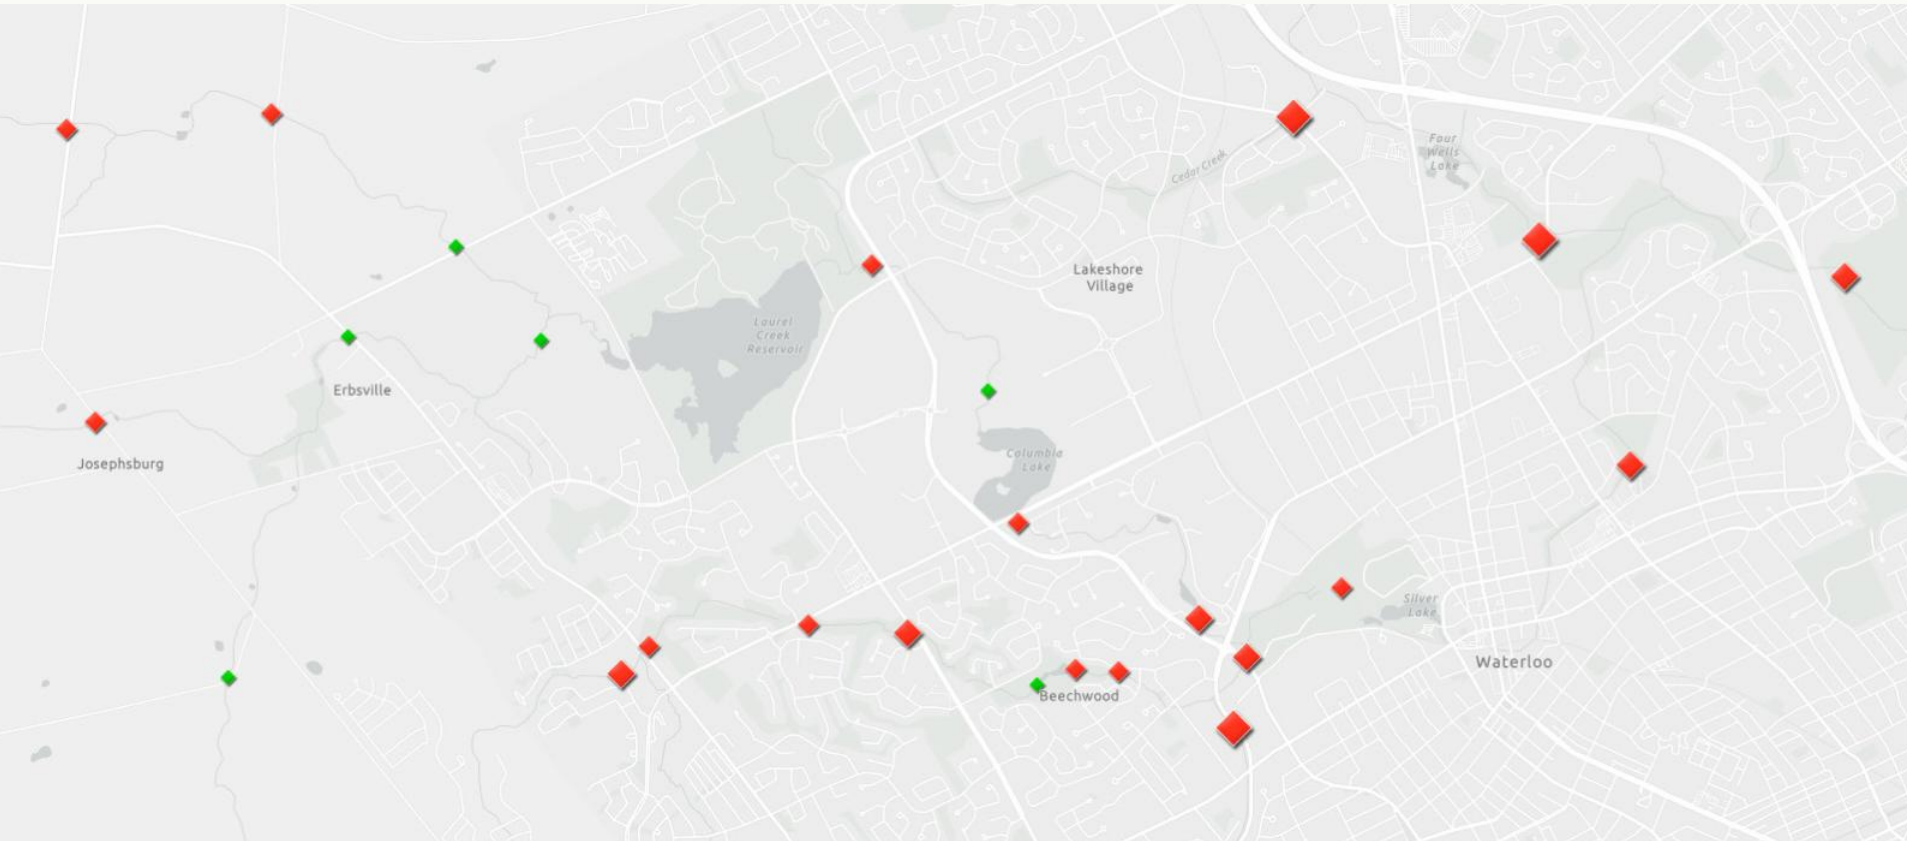 Four
Wells
Lake
Cedar Creek
Lakeshore
Village
Laurel
Creek
Reservoir
Erbsville
Columbia
Lake
Josephsburg
Silver
Lake
Waterloo
Beechwood